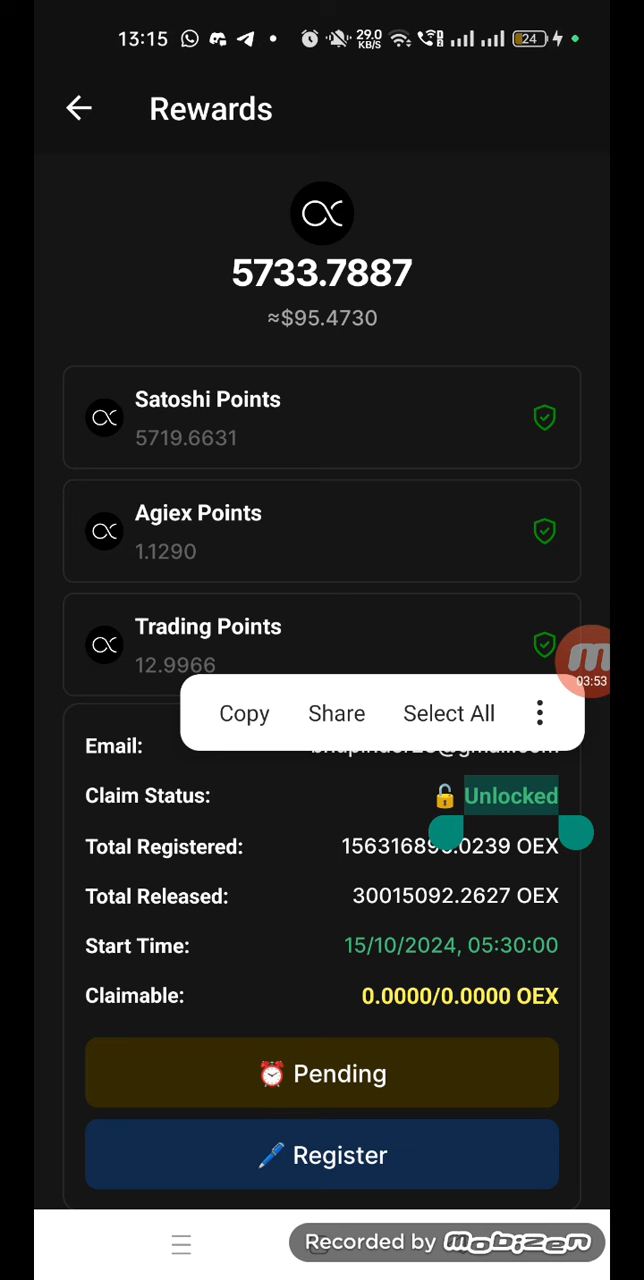 13:15 29.0 KB/S 24
Rewards
5733.7887
≈$95.4730
Satoshi Points
5719.6631
Agiex Points
1.1290
Trading Points
12.9966
03:53
Copy Share Select All
Email:
Claim Status: 🔓 Unlocked
Total Registered: .0239 OEX
Total Released: 30015092.2627 OEX
Start Time: 15/10/2024, 05:30:00
Claimable: 0.0000/0.0000 OEX
⏰ Pending
🖊️ Register
Recorded by mobizen